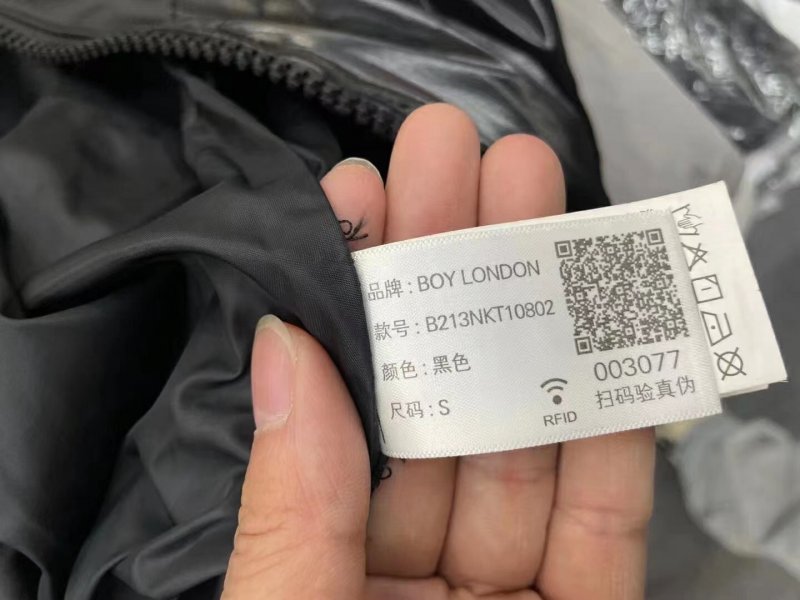 品牌：BOY LONDON
款号：B213NKT10802
颜色：黑色
尺码：S
RFID
003077
扫码验真伪